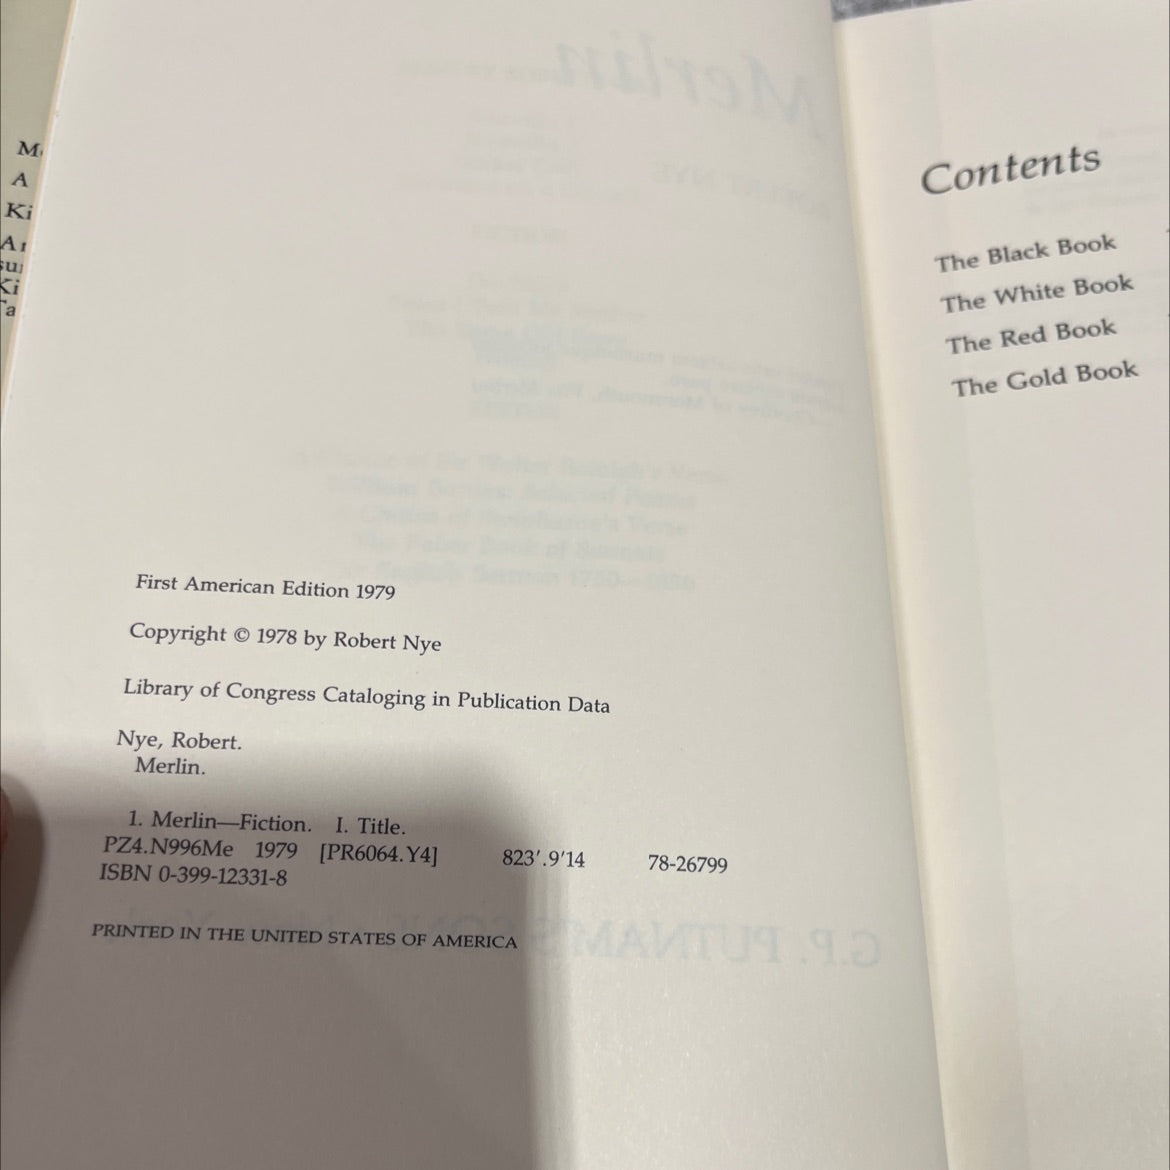 First American Edition 1979
Copyright © 1978 by Robert Nye
Library of Congress Cataloging in Publication Data
Nye, Robert.
Merlin.
1. Merlin—Fiction. I. Title.
PZ4.N996Me 1979 [PR6064.Y4] 823'.9'14 78-26799
ISBN 0-399-12331-8
PRINTED IN THE UNITED STATES OF AMERICA
Contents
The Black Book
The White Book
The Red Book
The Gold Book